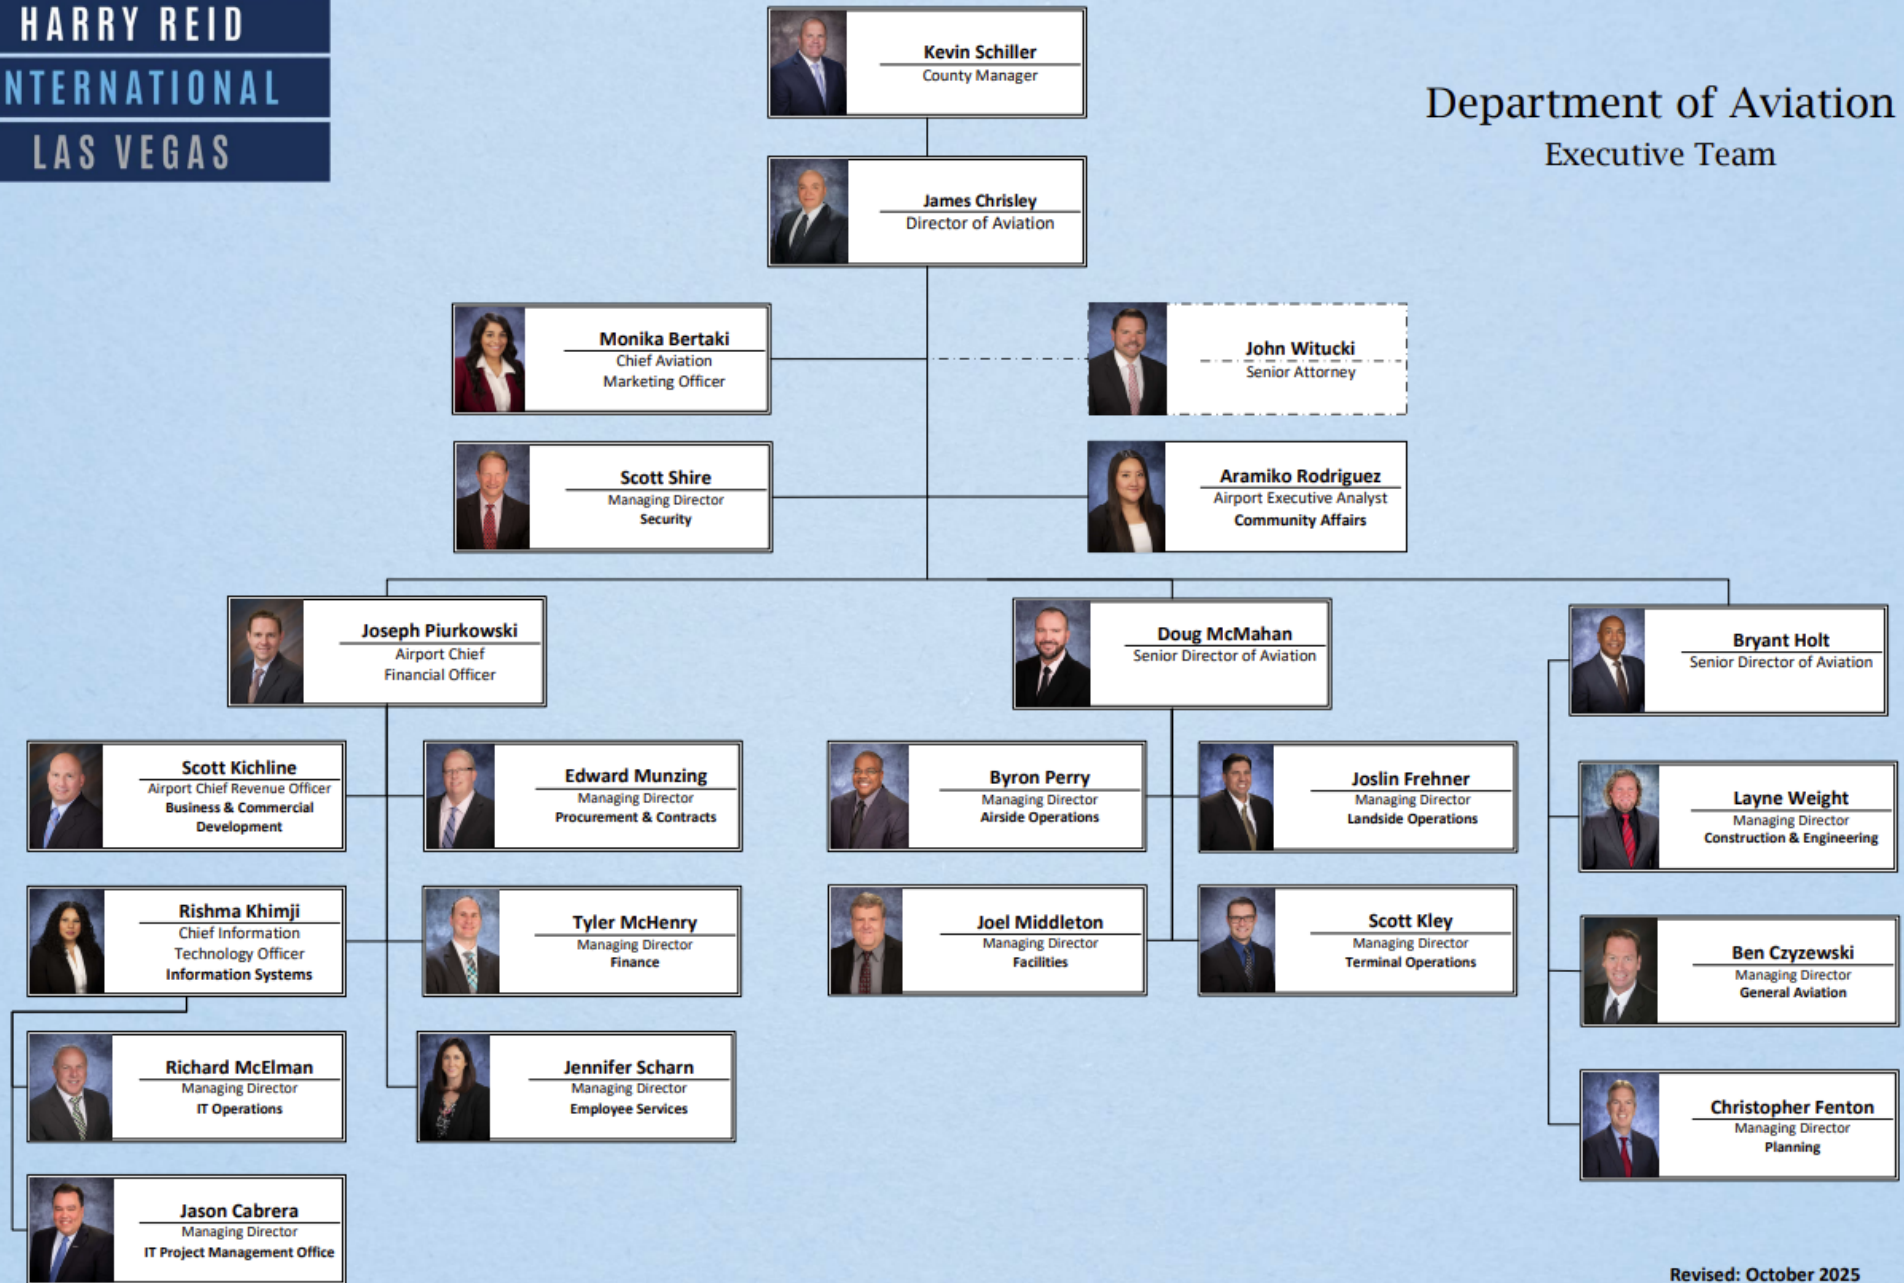 HARRY REID
NTERNATIONAL
LAS VEGAS
Department of Aviation
Executive Team
Kevin Schiller
County Manager
James Chrisley
Director of Aviation
Monika Bertaki
Chief Aviation
Marketing Officer
John Witucki
Senior Attorney
Scott Shire
Managing Director
Security
Aramiko Rodriguez
Airport Executive Analyst
Community Affairs
Joseph Piurkowski
Airport Chief
Financial Officer
Doug McMahan
Senior Director of Aviation
Bryant Holt
Senior Director of Aviation
Scott Kichline
Airport Chief Revenue Officer
Business & Commercial
Development
Edward Munzing
Managing Director
Procurement & Contracts
Byron Perry
Managing Director
Airside Operations
Joslin Frehner
Managing Director
Landside Operations
Layne Weight
Managing Director
Construction & Engineering
Rishma Khimji
Chief Information
Technology Officer
Information Systems
Tyler McHenry
Managing Director
Finance
Joel Middleton
Managing Director
Facilities
Scott Kley
Managing Director
Terminal Operations
Ben Czyzewski
Managing Director
General Aviation
Richard McElman
Managing Director
IT Operations
Jennifer Scharn
Managing Director
Employee Services
Christopher Fenton
Managing Director
Planning
Jason Cabrera
Managing Director
IT Project Management Office
Revised: October 2025